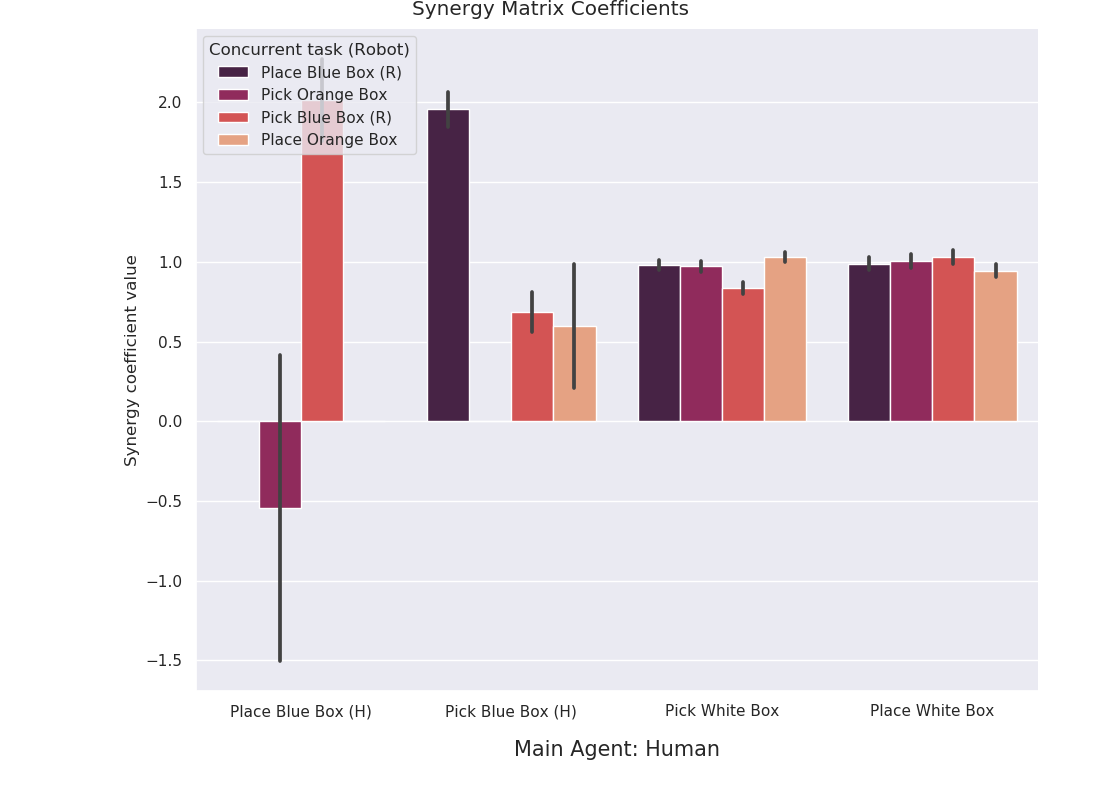 Synergy Matrix Coefficients
Concurrent task (Robot)
Place Blue Box (R)
Pick Orange Box
Pick Blue Box (R)
Place Orange Box
Synergy coefficient value
2.0
1.5
1.0
0.5
0.0
−0.5
−1.0
−1.5
Place Blue Box (H) Pick Blue Box (H) Pick White Box Place White Box
Main Agent: Human